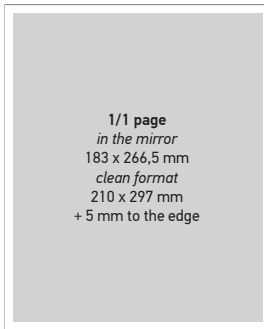 1/1 page
in the mirror
183 x 266,5 mm
clean format
210 x 297 mm
+ 5 mm to the edge